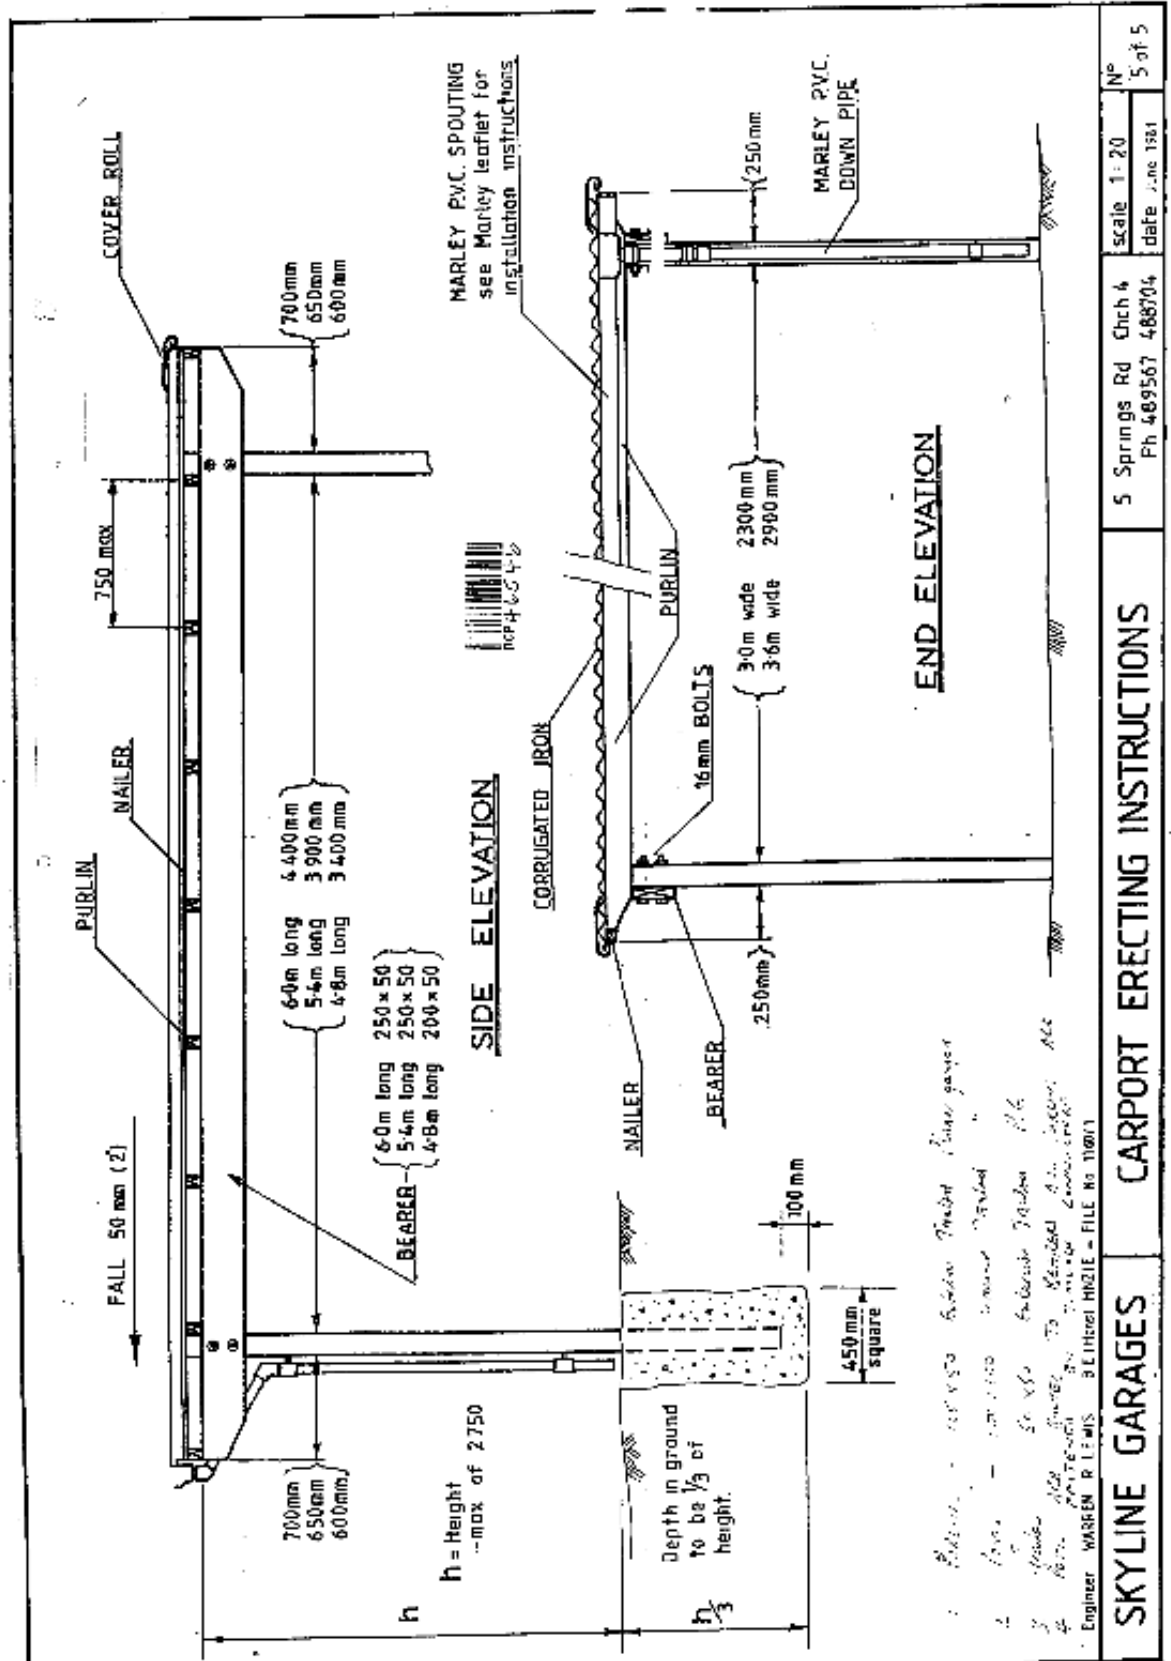 COVER ROLL
750 max
NAILER
PURLIN
FALL 50 mm (2")
700mm
650mm
600mm
6·0m long 4 400mm
5·4m long 3 900mm
4·8m long 3 400mm
BEARER
6·0m long 250×50
5·4m long 250×50
4·8m long 200×50
700mm
650mm
600mm
SIDE ELEVATION
h
h = Height
-max of 2750
h/3
Depth in ground
to be 1/3 of
height.
450mm
square
100mm
MARLEY P.V.C. SPOUTING
see Marley leaflet for
installation instructions
CORRUGATED IRON
PURLIN
16mm BOLTS
250mm
3·0m wide 2300mm
3·6m wide 2900mm
250mm
MARLEY P.V.C.
DOWN PIPE
NAILER
BEARER
END ELEVATION
Engineer WARREN R LEWIS
FILE No
SKYLINE GARAGES
CARPORT ERECTING INSTRUCTIONS
5 Springs Rd Chch 4
Ph 489567 488704
scale 1:20
date June 1981
Nº
5 of 5